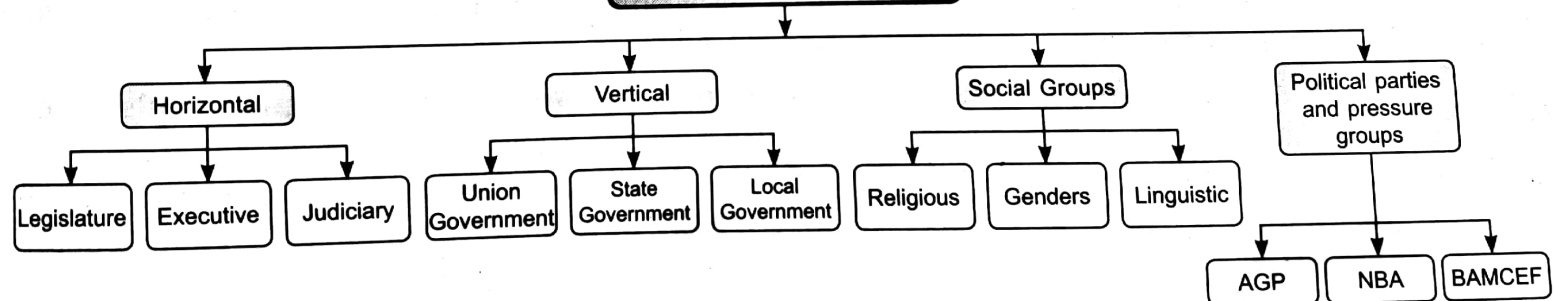 Horizontal
Vertical
Social Groups
Political parties
and pressure
groups
Legislature
Executive
Judiciary
Union
Government
State
Government
Local
Government
Religious
Genders
Linguistic
AGP
NBA
BAMCEF